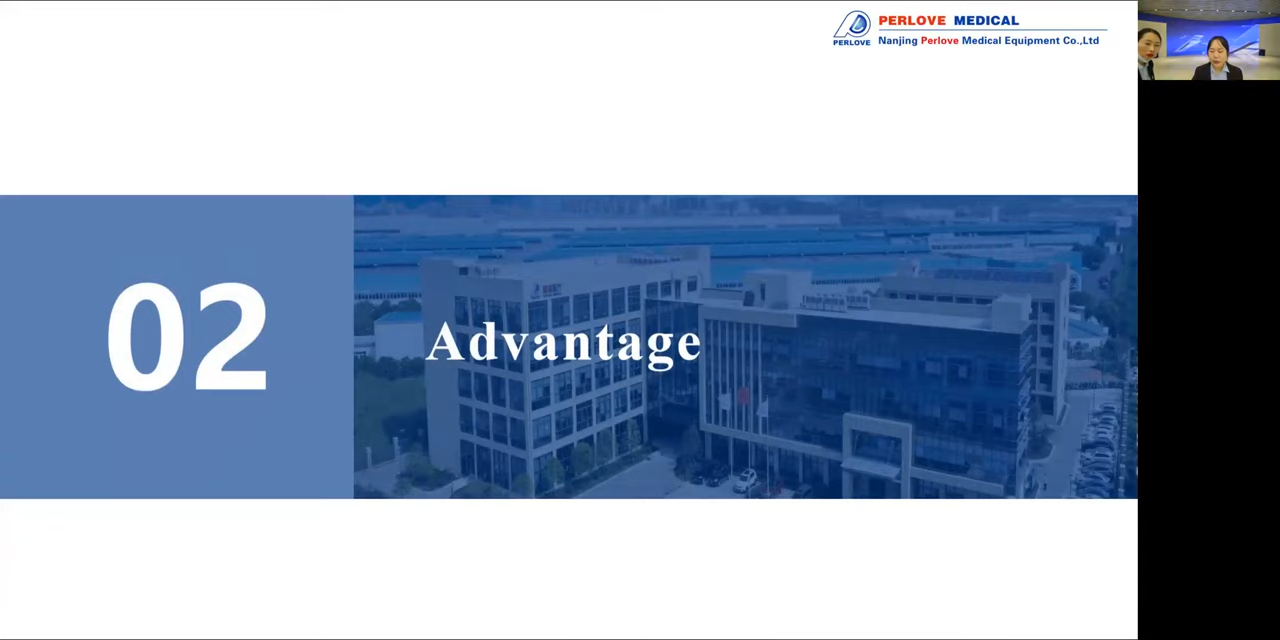 PERLOVE MEDICAL
PERLOVE
Nanjing Perlove Medical Equipment Co.,Ltd
02
Advantage